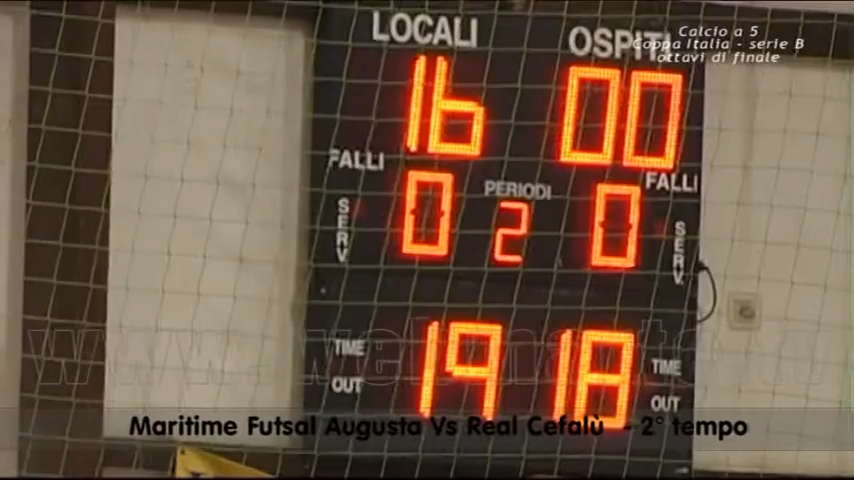 LOCALI OSPITI
Calcio a 5
Coppa Italia - serie B
ottavi di finale
16 00
FALLI PERIODI FALLI
SERV 0 2 0 SERV
TIME OUT 19 18 TIME OUT
Maritime Futsal Augusta Vs Real Cefalù - 2° tempo